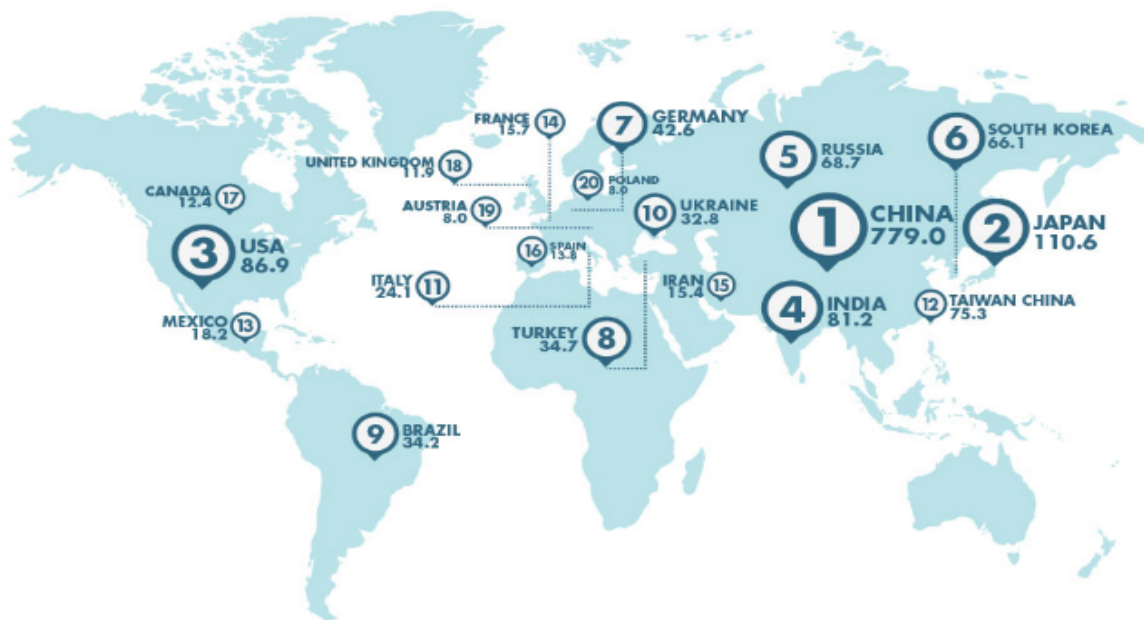 FRANCE 14
15.7
7 GERMANY
42.6
6 SOUTH KOREA
66.1
UNITED KINGDOM 18
11.9
5 RUSSIA
68.7
CANADA 17
12.4
20 POLAND
8.0
AUSTRIA 19
8.0
10 UKRAINE
32.8
1 CHINA
779.0
2 JAPAN
110.6
3 USA
86.9
16 SPAIN
13.8
ITALY 11
24.1
IRAN 15
15.4
4 INDIA
81.2
12 TAIWAN CHINA
75.3
MEXICO 13
18.2
TURKEY 8
34.7
9 BRAZIL
34.2